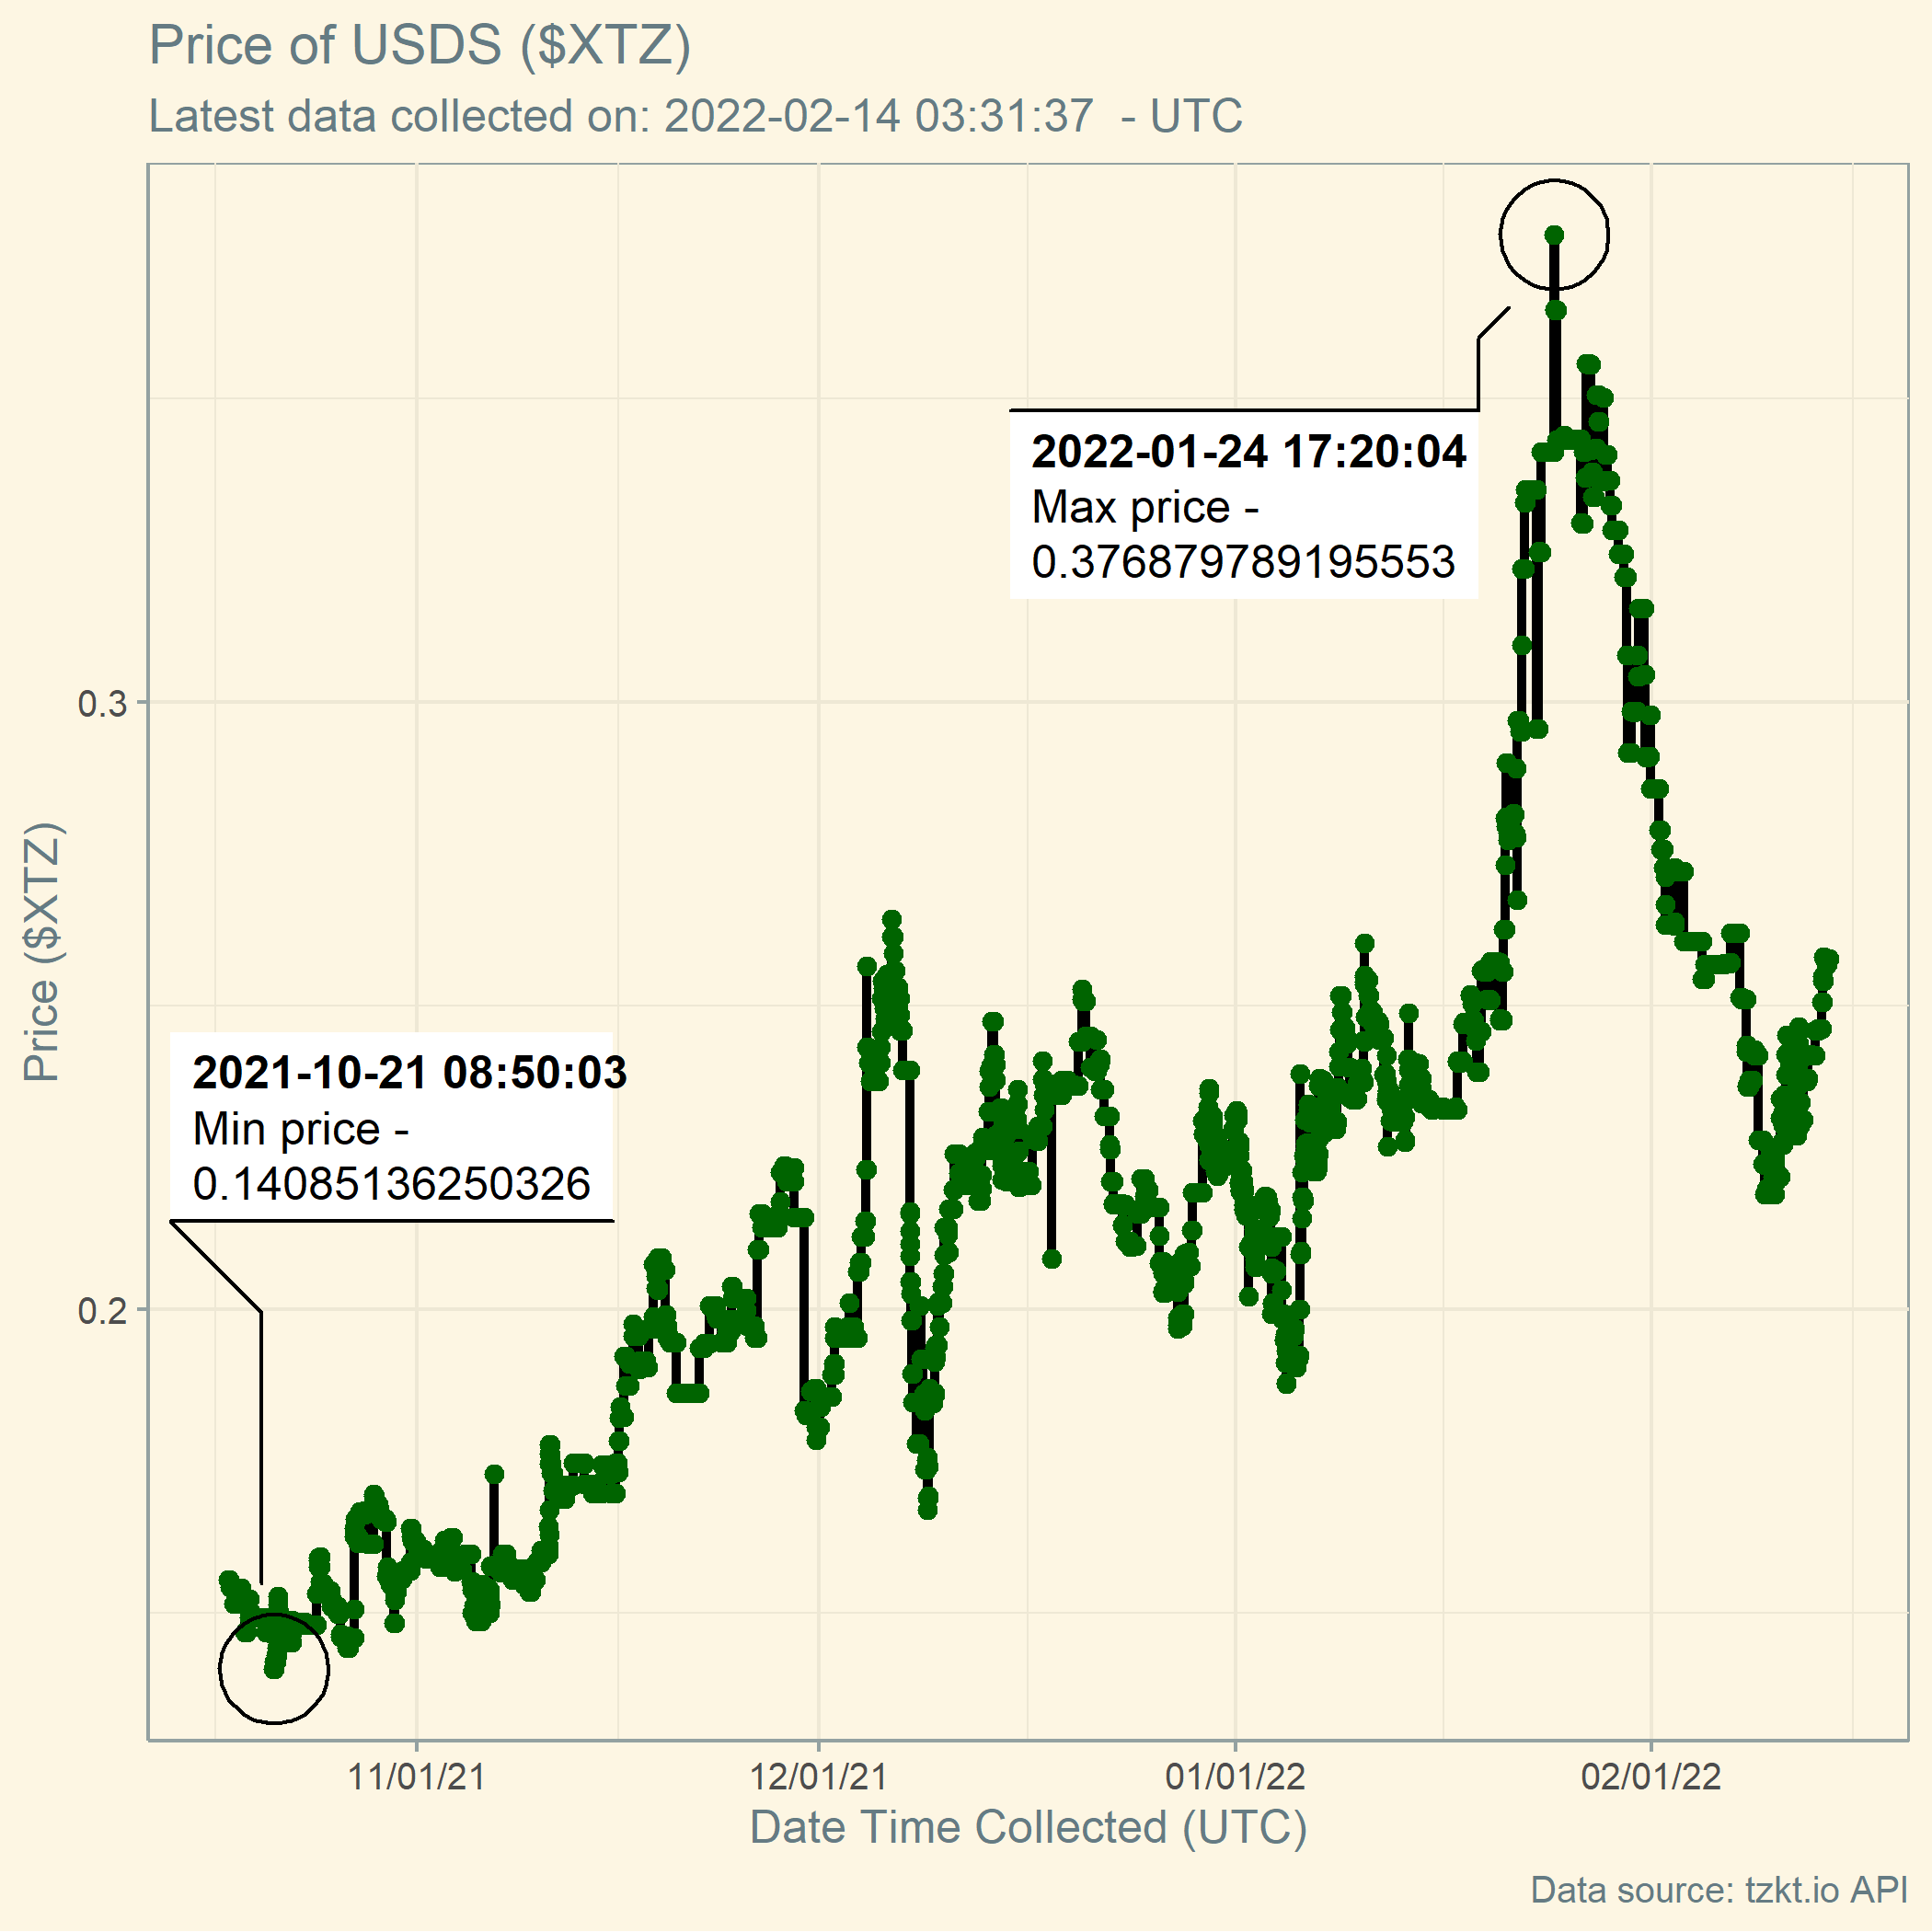 Price of USDS ($XTZ)
Latest data collected on: 2022-02-14 03:31:37  - UTC
2022-01-24 17:20:04
Max price -
0.376879789195553
0.3
Price ($XTZ)
2021-10-21 08:50:03
Min price -
0.14085136250326
0.2
11/01/21
12/01/21
01/01/22
02/01/22
Date Time Collected (UTC)
Data source: tzkt.io API